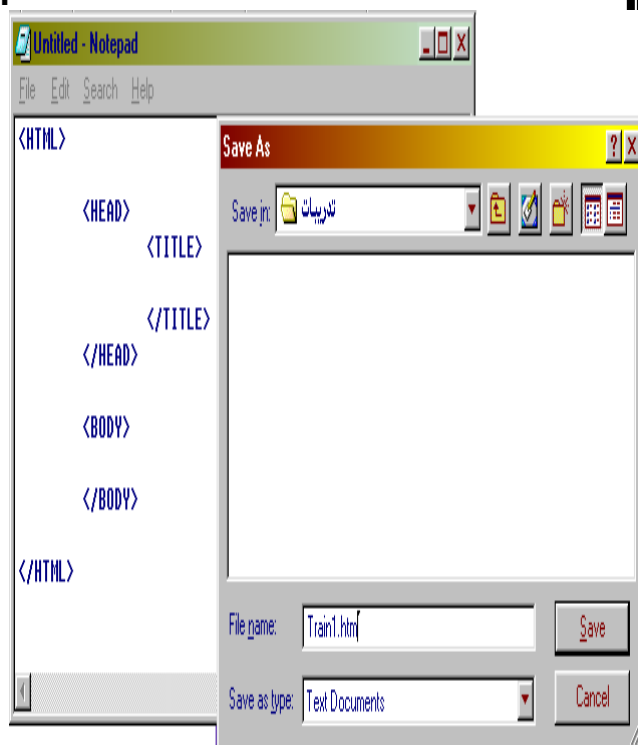 Untitled - Notepad
File Edit Search Help
<HTML>
<HEAD>
<TITLE>
</TITLE>
</HEAD>
<BODY>
</BODY>
</HTML>
Save As
Save in: تدريبات
File name: Train1.htm
Save
Save as type: Text Documents
Cancel